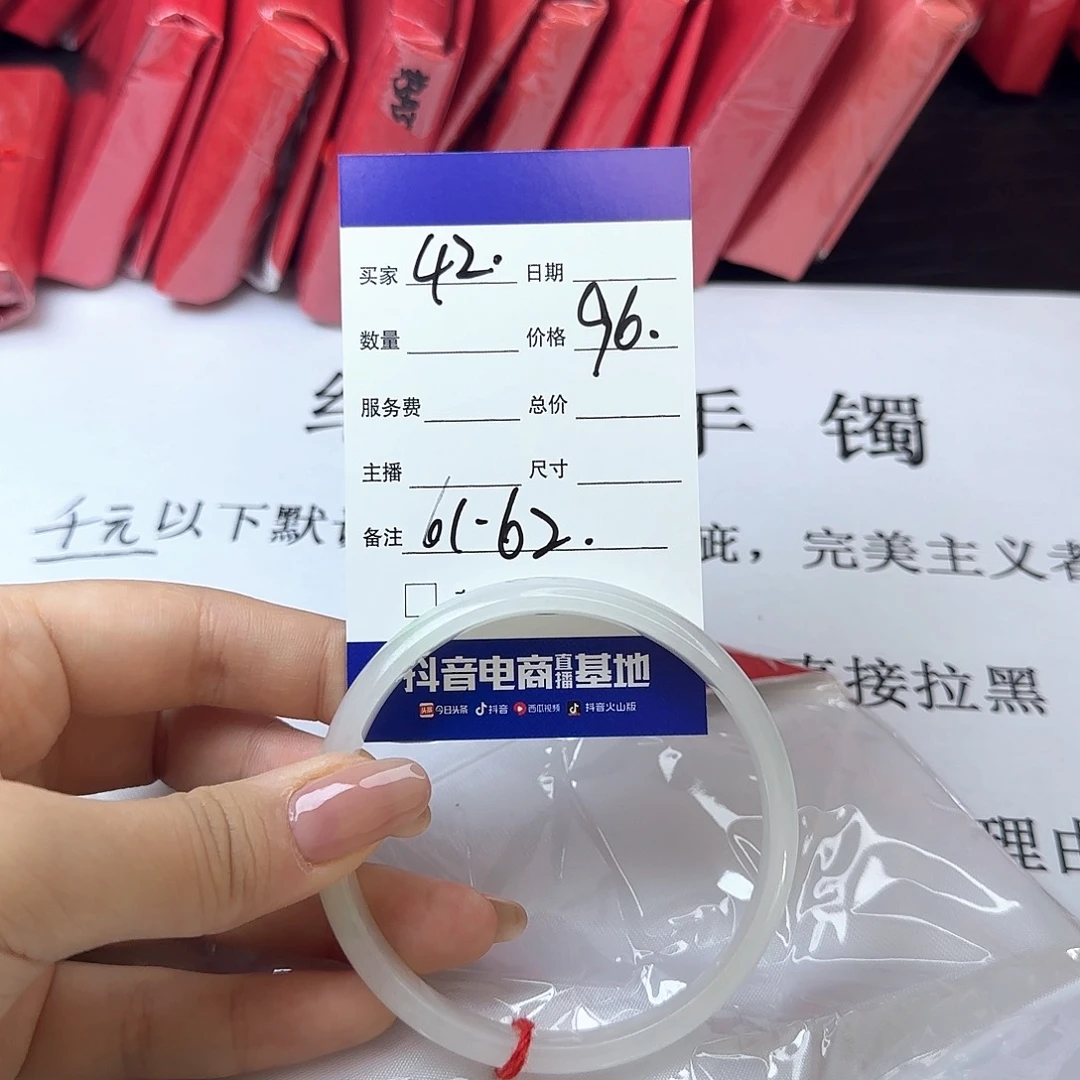 买家 42. 日期
数量 价格 96.
服务费 总价
主播 尺寸
备注 61-62.
抖音电商直播基地
头条 今日头条 抖音 西瓜视频 抖音火山版
手 镯
千元以下默
疵，完美主义者
直接拉黑
理由